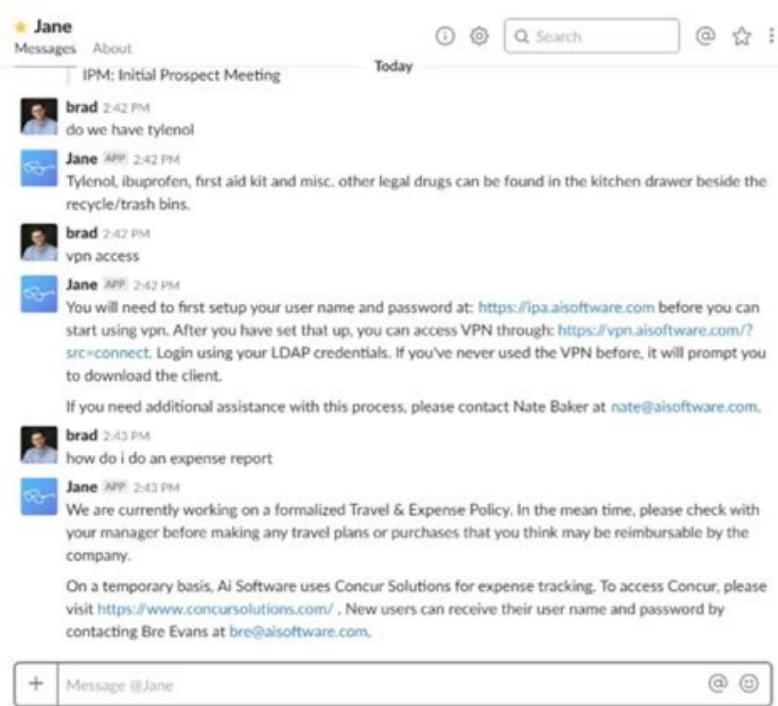 Jane
Messages About
Search
Today
IPM: Initial Prospect Meeting
brad 2:42 PM
do we have tylenol
Jane APP 2:42 PM
Tylenol, ibuprofen, first aid kit and misc. other legal drugs can be found in the kitchen drawer beside the
recycle/trash bins.
brad 2:42 PM
vpn access
Jane APP 2:42 PM
You will need to first setup your user name and password at: https://ipa.aisoftware.com before you can
start using vpn. After you have set that up, you can access VPN through: https://vpn.aisoftware.com/?
src=connect. Login using your LDAP credentials. If you've never used the VPN before, it will prompt you
to download the client.
If you need additional assistance with this process, please contact Nate Baker at nate@aisoftware.com.
brad 2:43 PM
how do i do an expense report
Jane APP 2:43 PM
We are currently working on a formalized Travel & Expense Policy. In the mean time, please check with
your manager before making any travel plans or purchases that you think may be reimbursable by the
company.
On a temporary basis, Ai Software uses Concur Solutions for expense tracking. To access Concur, please
visit https://www.concursolutions.com/ . New users can receive their user name and password by
contacting Bre Evans at bre@aisoftware.com.
Message @Jane